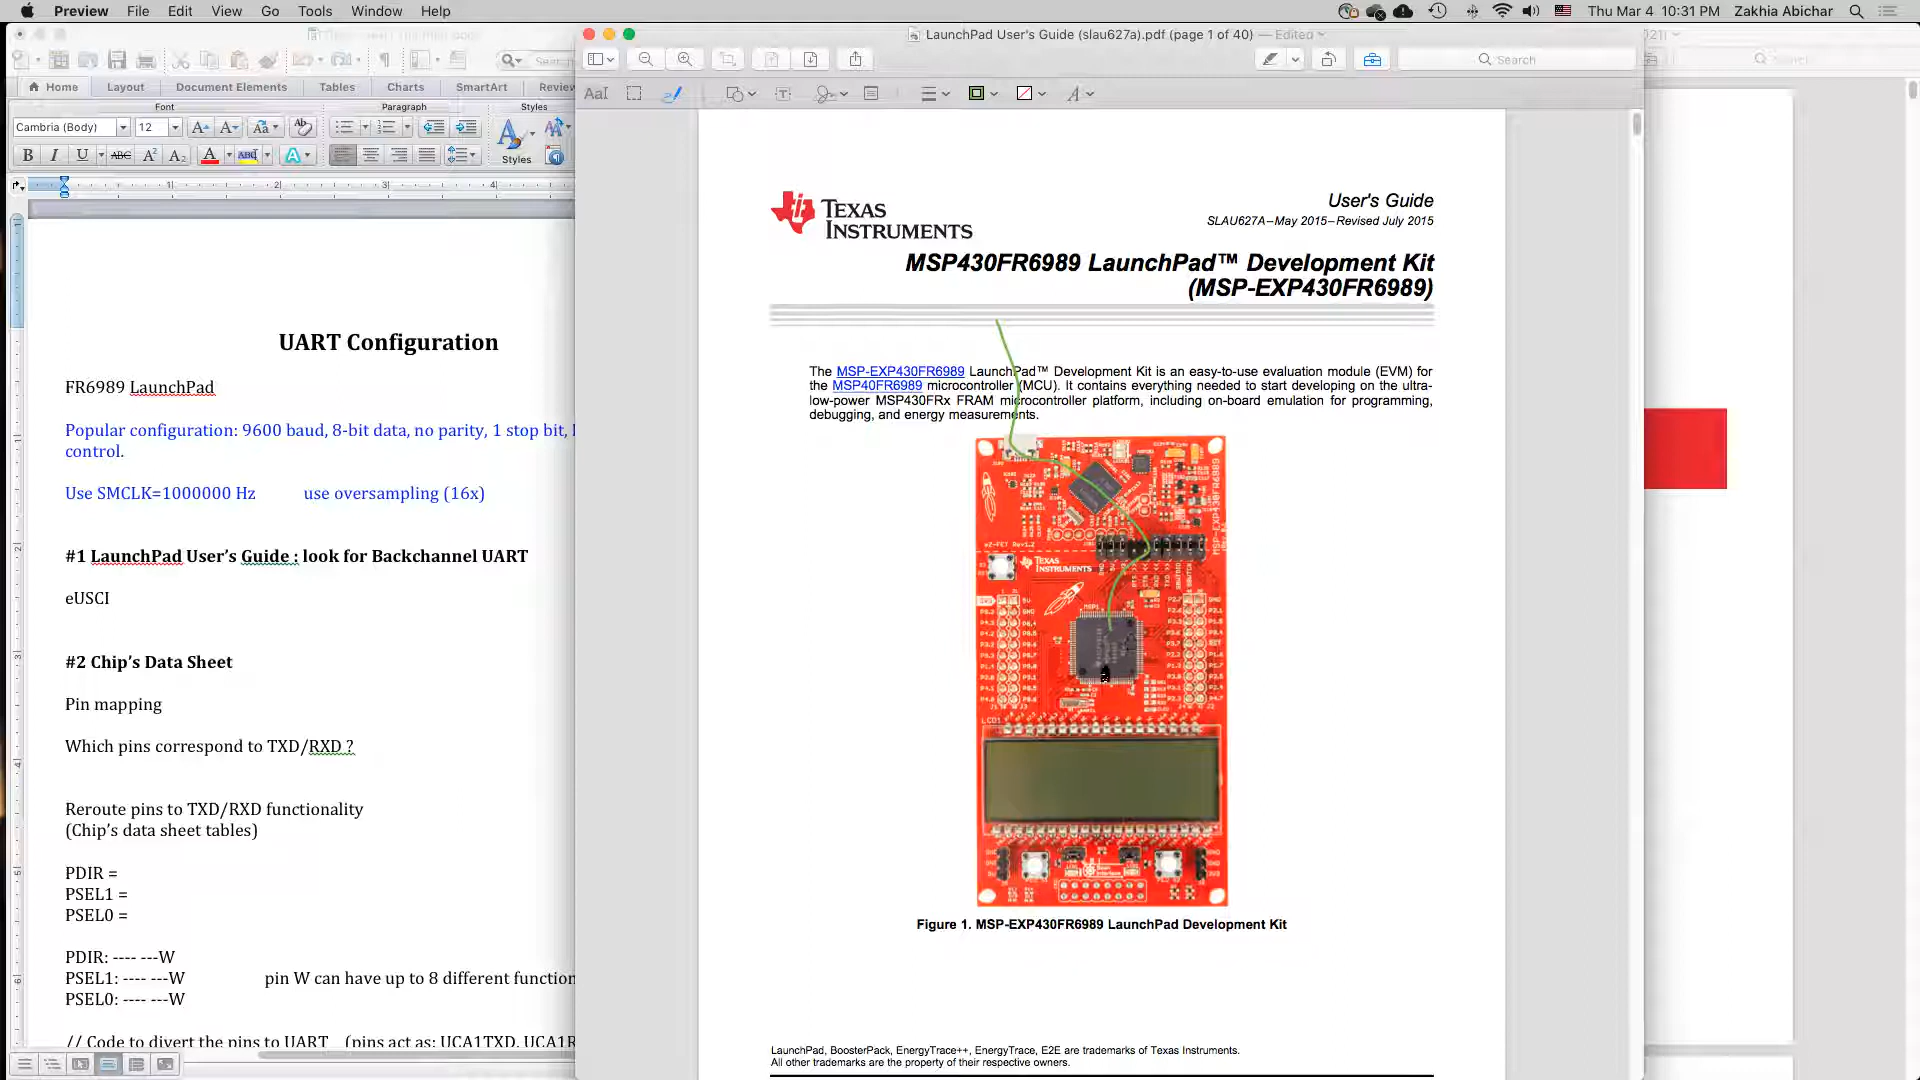 Preview File Edit View Go Tools Window Help
Thu Mar 4 10:31 PM Zakhia Abichar
Home Layout Document Elements Tables Charts SmartArt Review
Font Paragraph Styles
Cambria (Body) 12
Styles
UART Configuration
FR6989 LaunchPad
Popular configuration: 9600 baud, 8-bit data, no parity, 1 stop bit,
control.
Use SMCLK=1000000 Hz use oversampling (16x)
#1 LaunchPad User's Guide : look for Backchannel UART
eUSCI
#2 Chip's Data Sheet
Pin mapping
Which pins correspond to TXD/RXD ?
Reroute pins to TXD/RXD functionality
(Chip's data sheet tables)
PDIR =
PSEL1 =
PSEL0 =
PDIR: ---- ---W
PSEL1: ---- ---W pin W can have up to 8 different function
PSEL0: ---- ---W
// Code to divert the pins to UART (pins act as: UCA1TXD, UCA1R
LaunchPad User's Guide (slau627a).pdf (page 1 of 40) — Edited
Search
TEXAS
INSTRUMENTS
User's Guide
SLAU627A–May 2015–Revised July 2015
MSP430FR6989 LaunchPad™ Development Kit
(MSP-EXP430FR6989)
The MSP-EXP430FR6989 LaunchPad™ Development Kit is an easy-to-use evaluation module (EVM) for
the MSP40FR6989 microcontroller (MCU). It contains everything needed to start developing on the ultra-
low-power MSP430FRx FRAM microcontroller platform, including on-board emulation for programming,
debugging, and energy measurements.
TEXAS
INSTRUMENTS
Figure 1. MSP-EXP430FR6989 LaunchPad Development Kit
LaunchPad, BoosterPack, EnergyTrace++, EnergyTrace, E2E are trademarks of Texas Instruments.
All other trademarks are the property of their respective owners.